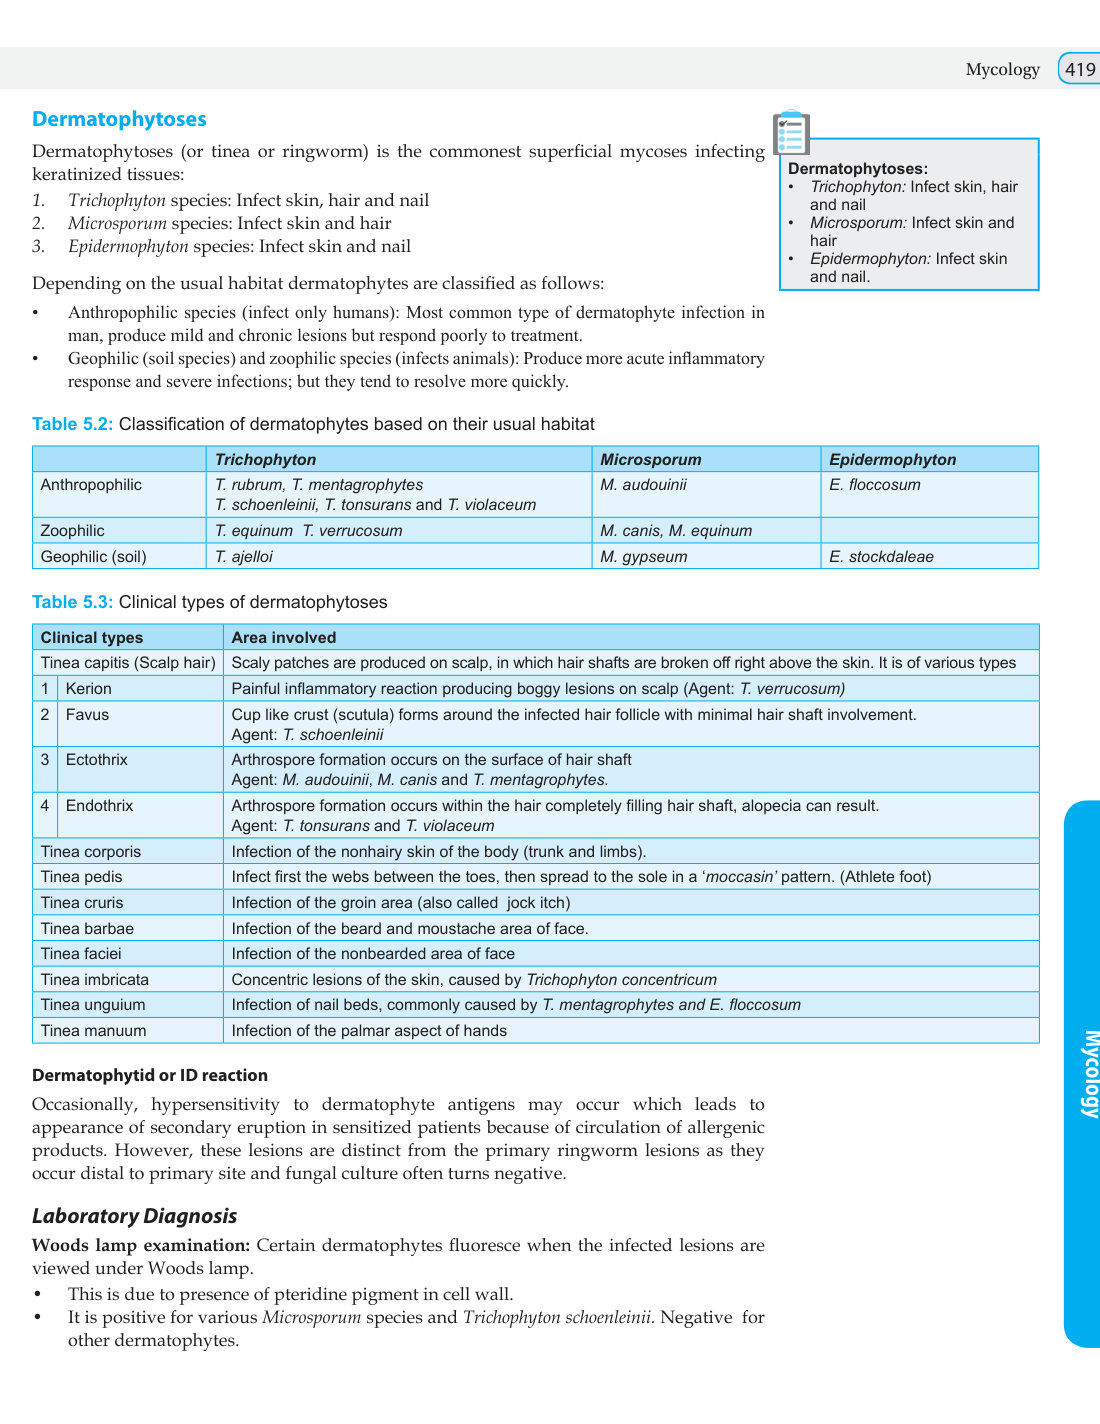 Mycology 419
Dermatophytoses
Dermatophytoses (or tinea or ringworm) is the commonest superficial mycoses infecting
keratinized tissues:
1. Trichophyton species: Infect skin, hair and nail
2. Microsporum species: Infect skin and hair
3. Epidermophyton species: Infect skin and nail
Dermatophytoses:
• Trichophyton: Infect skin, hair
and nail
• Microsporum: Infect skin and
hair
• Epidermophyton: Infect skin
and nail.
Depending on the usual habitat dermatophytes are classified as follows:
• Anthropophilic species (infect only humans): Most common type of dermatophyte infection in
man, produce mild and chronic lesions but respond poorly to treatment.
• Geophilic (soil species) and zoophilic species (infects animals): Produce more acute inflammatory
response and severe infections; but they tend to resolve more quickly.
Table 5.2: Classification of dermatophytes based on their usual habitat
Trichophyton Microsporum Epidermophyton
Anthropophilic T. rubrum, T. mentagrophytes M. audouinii E. floccosum
T. schoenleinii, T. tonsurans and T. violaceum
Zoophilic T. equinum T. verrucosum M. canis, M. equinum
Geophilic (soil) T. ajelloi M. gypseum E. stockdaleae
Table 5.3: Clinical types of dermatophytoses
Clinical types Area involved
Tinea capitis (Scalp hair) Scaly patches are produced on scalp, in which hair shafts are broken off right above the skin. It is of various types
1 Kerion Painful inflammatory reaction producing boggy lesions on scalp (Agent: T. verrucosum)
2 Favus Cup like crust (scutula) forms around the infected hair follicle with minimal hair shaft involvement.
Agent: T. schoenleinii
3 Ectothrix Arthrospore formation occurs on the surface of hair shaft
Agent: M. audouinii, M. canis and T. mentagrophytes.
4 Endothrix Arthrospore formation occurs within the hair completely filling hair shaft, alopecia can result.
Agent: T. tonsurans and T. violaceum
Tinea corporis Infection of the nonhairy skin of the body (trunk and limbs).
Tinea pedis Infect first the webs between the toes, then spread to the sole in a ‘moccasin’ pattern. (Athlete foot)
Tinea cruris Infection of the groin area (also called jock itch)
Tinea barbae Infection of the beard and moustache area of face.
Tinea faciei Infection of the nonbearded area of face
Tinea imbricata Concentric lesions of the skin, caused by Trichophyton concentricum
Tinea unguium Infection of nail beds, commonly caused by T. mentagrophytes and E. floccosum
Tinea manuum Infection of the palmar aspect of hands
Dermatophytid or ID reaction
Occasionally, hypersensitivity to dermatophyte antigens may occur which leads to
appearance of secondary eruption in sensitized patients because of circulation of allergenic
products. However, these lesions are distinct from the primary ringworm lesions as they
occur distal to primary site and fungal culture often turns negative.
Laboratory Diagnosis
Woods lamp examination: Certain dermatophytes fluoresce when the infected lesions are
viewed under Woods lamp.
• This is due to presence of pteridine pigment in cell wall.
• It is positive for various Microsporum species and Trichophyton schoenleinii. Negative for
other dermatophytes.
Mycology